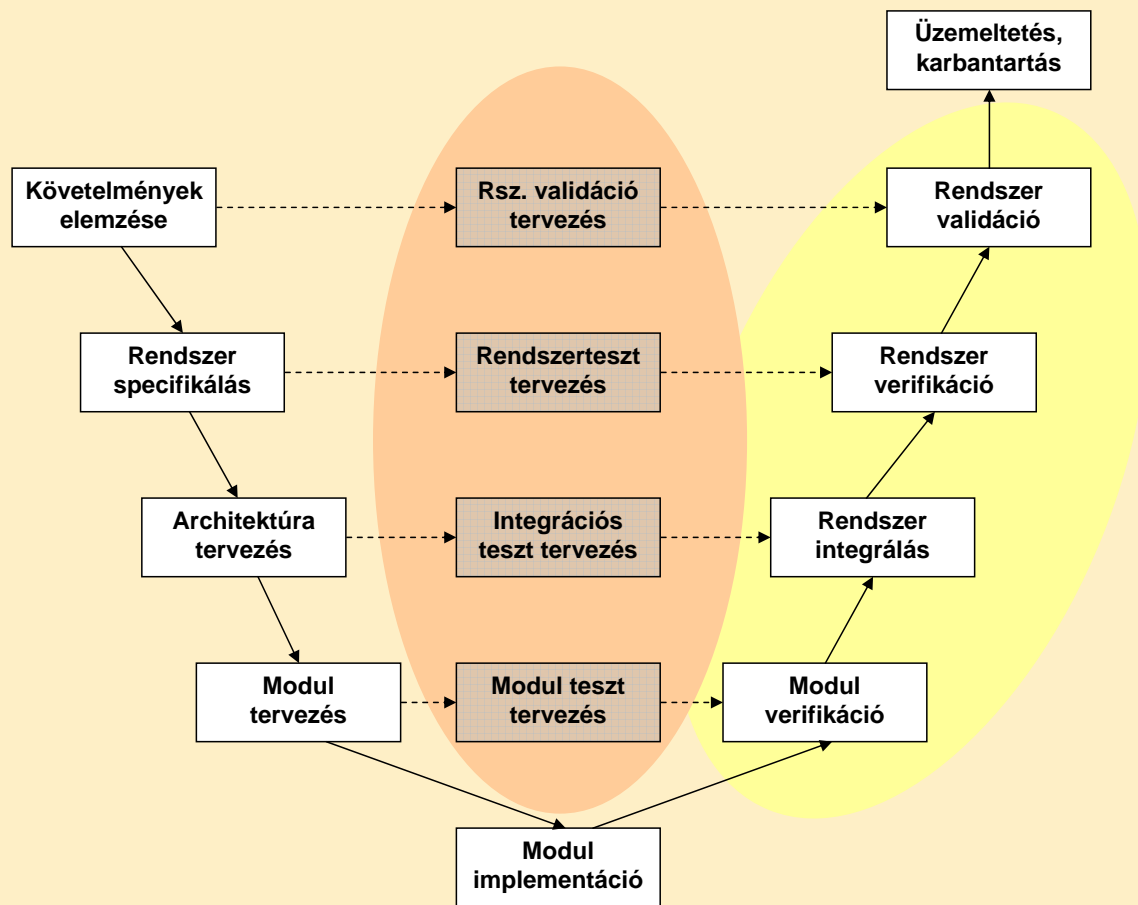 Üzemeltetés,
karbantartás
Követelmények
elemzése
Rsz. validáció
tervezés
Rendszer
validáció
Rendszer
specifikálás
Rendszerteszt
tervezés
Rendszer
verifikáció
Architektúra
tervezés
Integrációs
teszt tervezés
Rendszer
integrálás
Modul
tervezés
Modul teszt
tervezés
Modul
verifikáció
Modul
implementáció